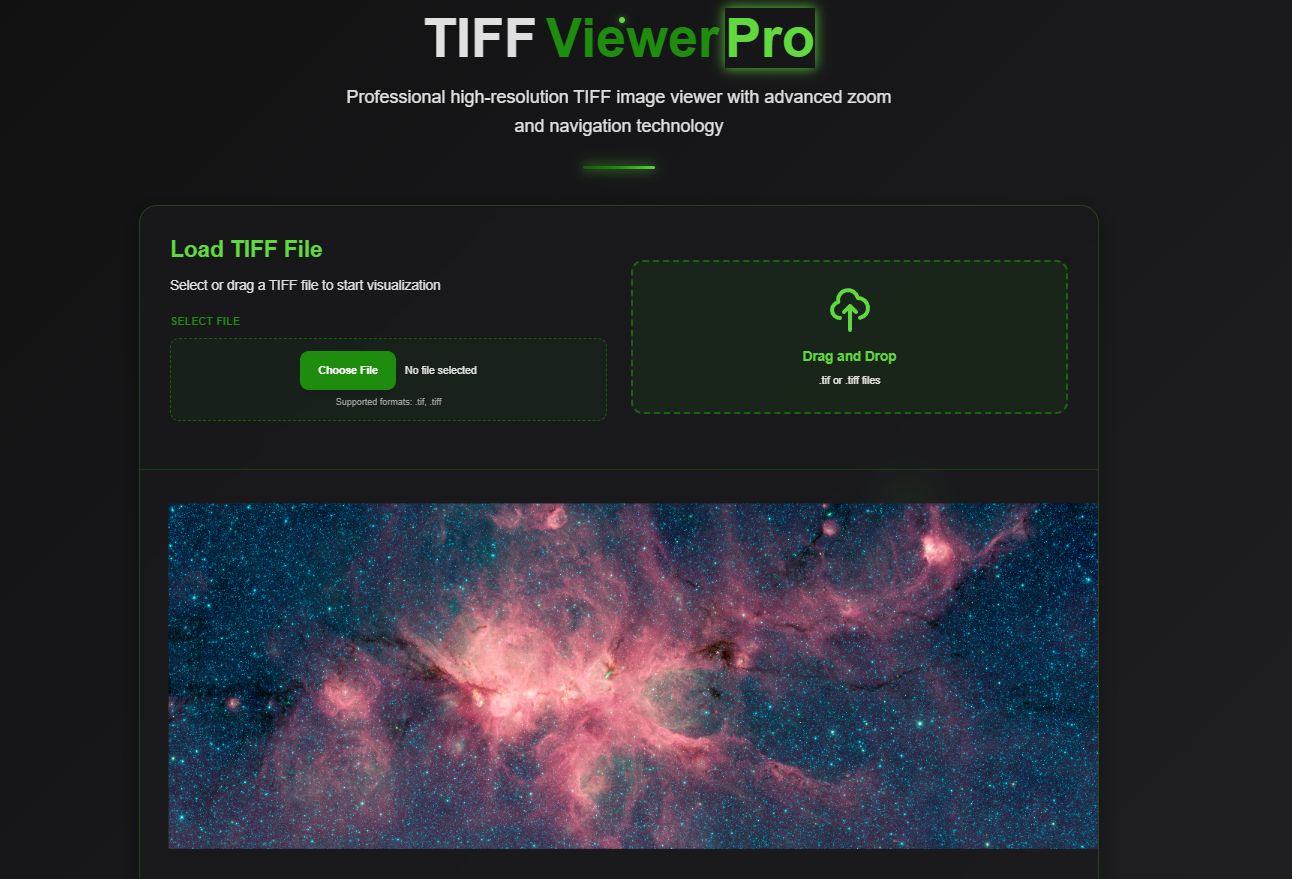 TIFF Viewer Pro
Professional high-resolution TIFF image viewer with advanced zoom
and navigation technology
Load TIFF File
Select or drag a TIFF file to start visualization
SELECT FILE
Choose File No file selected
Supported formats: .tif, .tiff
Drag and Drop
.tif or .tiff files